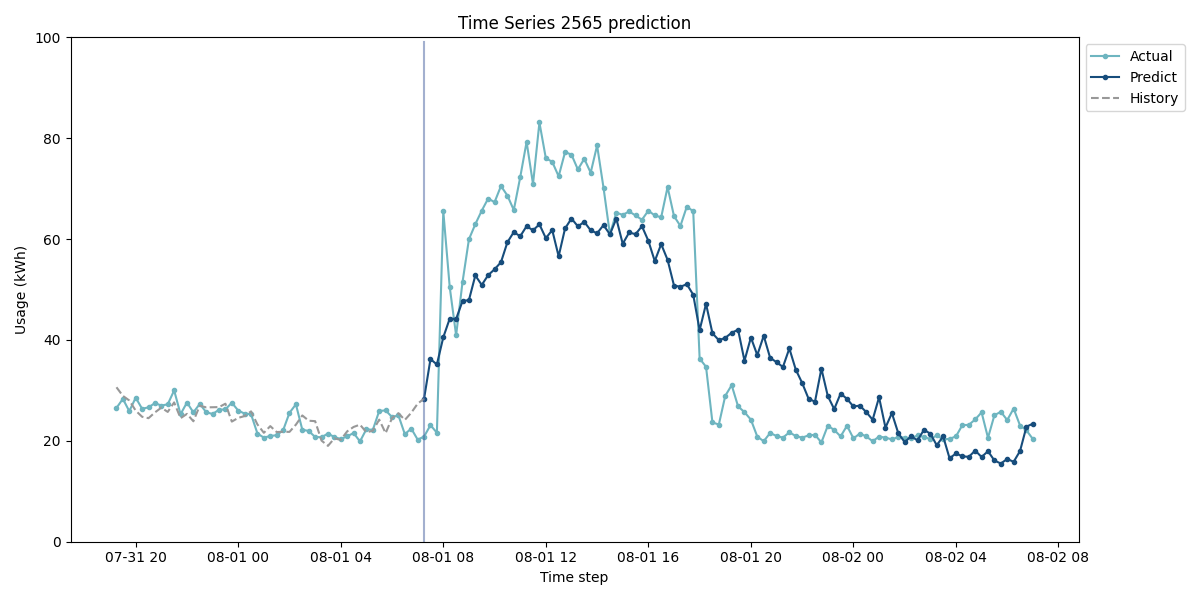 Time Series 2565 prediction
Usage (kWh)
100
80
60
40
20
0
07-31 20
08-01 00
08-01 04
08-01 08
08-01 12
08-01 16
08-01 20
08-02 00
08-02 04
08-02 08
Time step
Actual
Predict
History